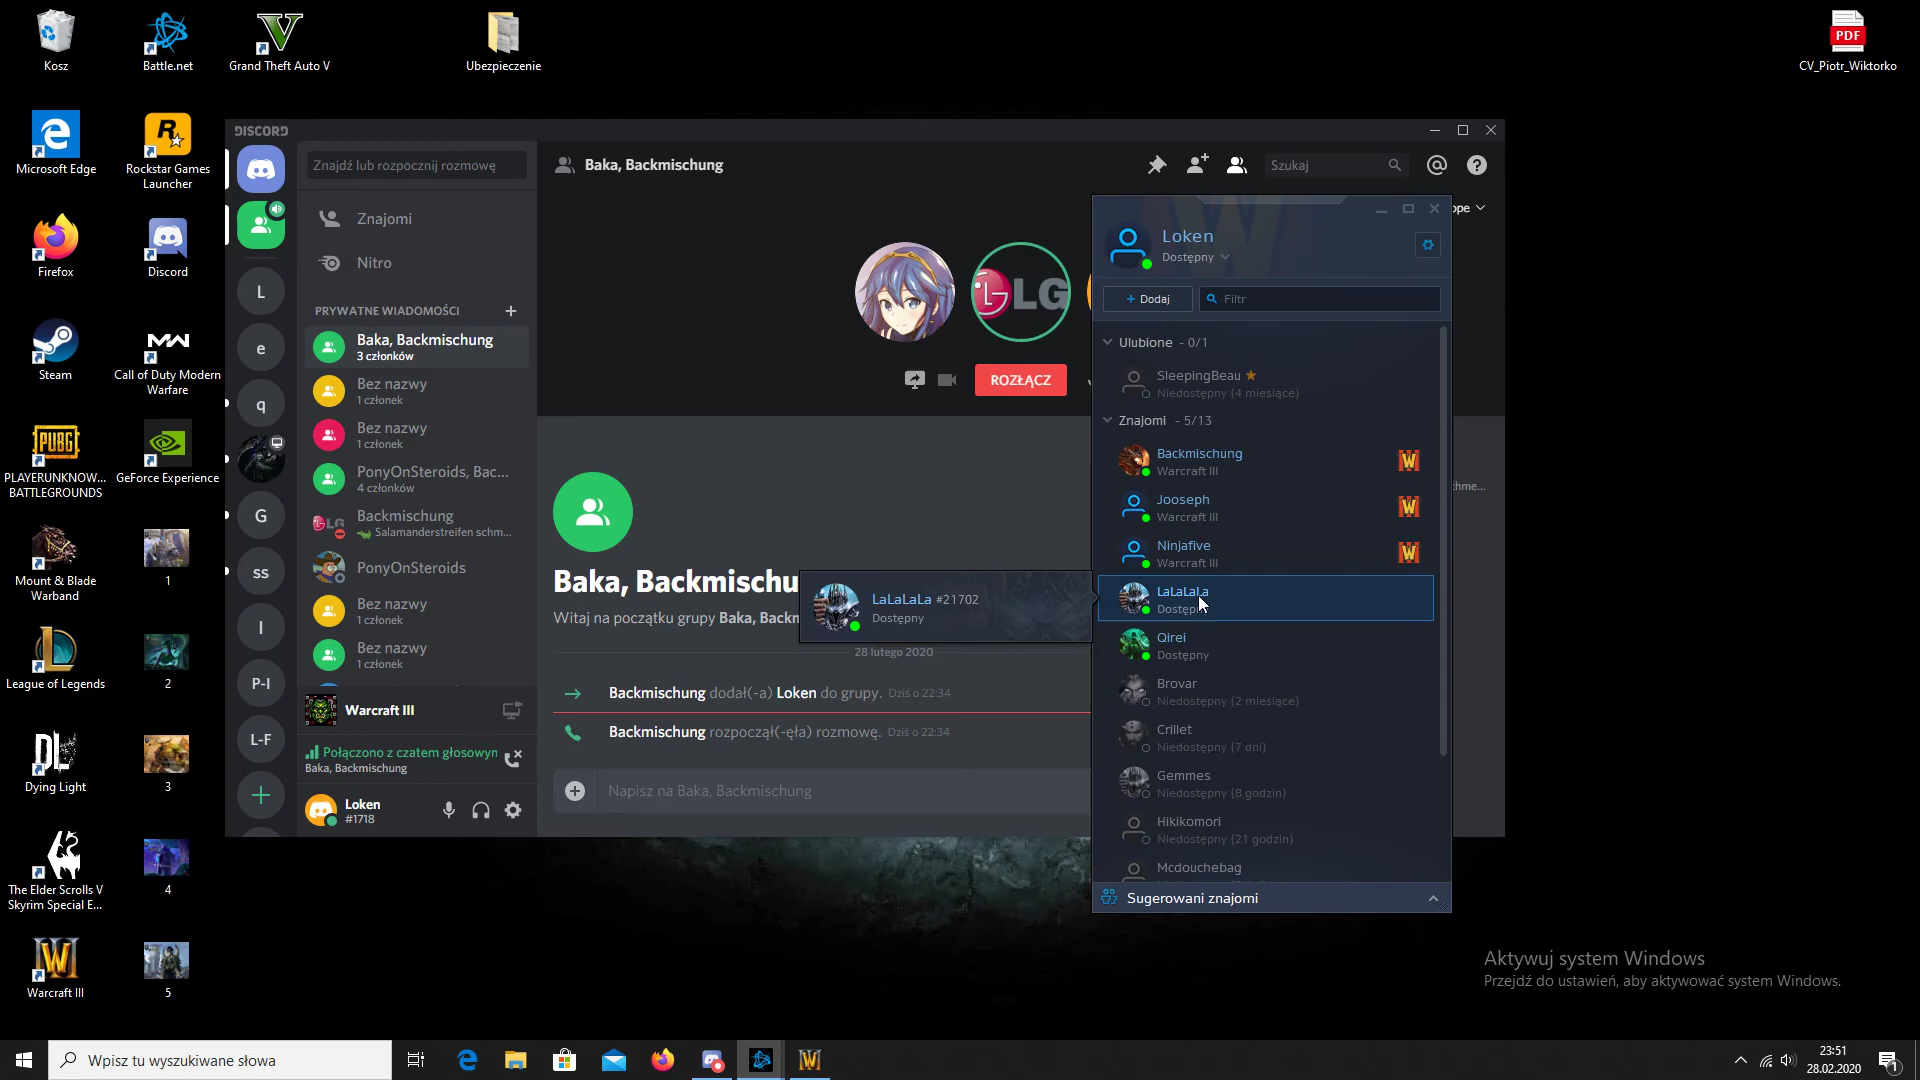 Kosz
Battle.net
Grand Theft Auto V
Ubezpieczenie
PDF
CV_Piotr_Wiktorko
Microsoft Edge
Rockstar Games
Launcher
Firefox
Discord
Steam
Call of Duty Modern
Warfare
PUBG
PLAYERUNKNOW...
BATTLEGROUNDS
GeForce Experience
Mount & Blade
Warband
1
League of Legends
2
DYING LIGHT
Dying Light
3
The Elder Scrolls V
Skyrim Special E...
4
Warcraft III
5
DISCORD
Znajdź lub rozpocznij rozmowę
Znajomi
Nitro
PRYWATNE WIADOMOŚCI
Baka, Backmischung
3 członków
Bez nazwy
1 członek
Bez nazwy
1 członek
PonyOnSteroids, Bac...
4 członków
Backmischung
Salamanderstreifen schm...
PonyOnSteroids
Bez nazwy
1 członek
Bez nazwy
1 członek
L
e
q
G
ss
I
P-I
L-F
Warcraft III
Połączono z czatem głosowym
Baka, Backmischung
Loken
#1718
Baka, Backmischung
Szukaj
ope
LG
ROZŁĄCZ
hme...
Baka, Backmischu
Witaj na początku grupy Baka, Backn
28 lutego 2020
Backmischung dodał(-a) Loken do grupy. Dziś o 22:34
Backmischung rozpoczął(-ęła) rozmowę. Dziś o 22:34
Napisz na Baka, Backmischung
LaLaLaLa #21702
Dostępny
Loken
Dostępny
+ Dodaj
Filtr
Ulubione - 0/1
SleepingBeau
Niedostępny (4 miesiące)
Znajomi - 5/13
Backmischung
Warcraft III
Jooseph
Warcraft III
Ninjafive
Warcraft III
LaLaLaLa
Dostępny
Qirei
Dostępny
Brovar
Niedostępny (2 miesiące)
Crillet
Niedostępny (7 dni)
Gemmes
Niedostępny (8 godzin)
Hikikomori
Niedostępny (21 godzin)
Mcdouchebag
Sugerowani znajomi
Aktywuj system Windows
Przejdź do ustawień, aby aktywować system Windows.
Wpisz tu wyszukiwane słowa
23:51
28.02.2020
1